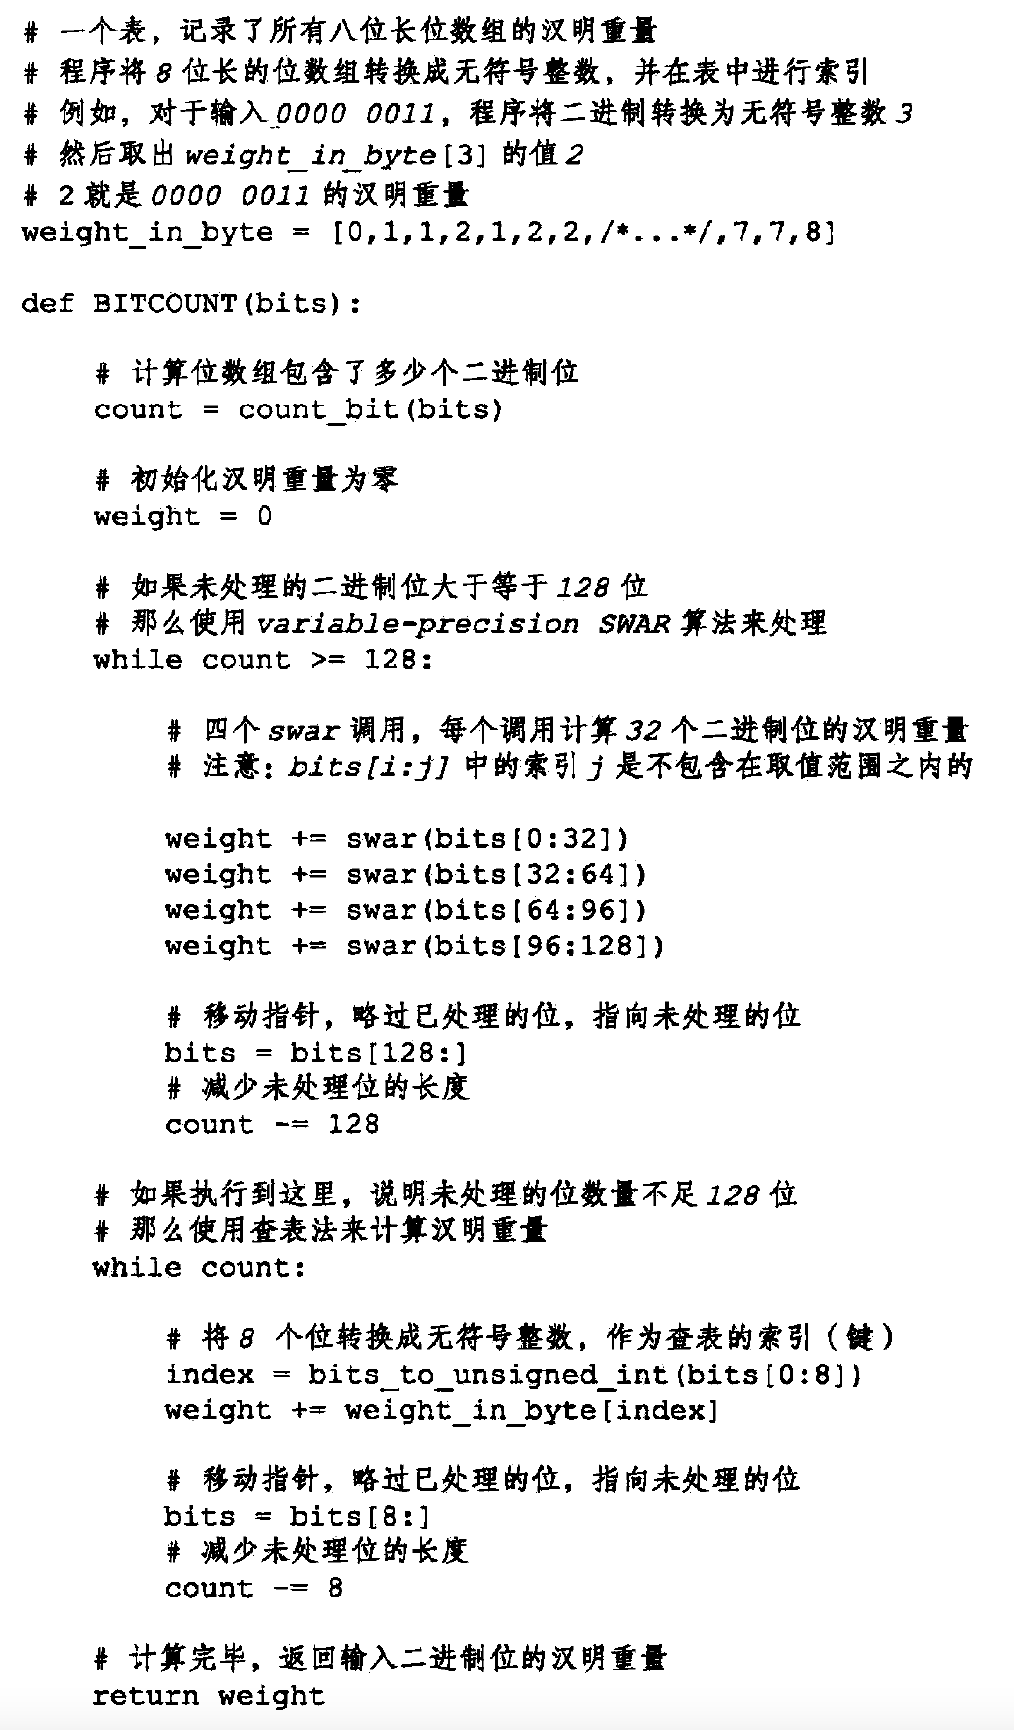 # 一个表，记录了所有八位长位数组的汉明重量
# 程序将 8 位长的位数组转换成无符号整数，并在表中进行索引
# 例如，对于输入 0000 0011，程序将二进制转换为无符号整数 3
# 然后取出 weight_in_byte[3] 的值 2
# 2 就是 0000 0011 的汉明重量
weight_in_byte = [0,1,1,2,1,2,2,/*...*/,7,7,8]
def BITCOUNT(bits):
# 计算位数组包含了多少个二进制位
count = count_bit(bits)
# 初始化汉明重量为零
weight = 0
# 如果未处理的二进制位大于等于 128 位
# 那么使用 variable-precision SWAR 算法来处理
while count >= 128:
# 四个 swar 调用，每个调用计算 32 个二进制位的汉明重量
# 注意：bits[i:j] 中的索引 j 是不包含在取值范围之内的
weight += swar(bits[0:32])
weight += swar(bits[32:64])
weight += swar(bits[64:96])
weight += swar(bits[96:128])
# 移动指针，略过已处理的位，指向未处理的位
bits = bits[128:]
# 减少未处理位的长度
count -= 128
# 如果执行到这里，说明未处理的位数量不足 128 位
# 那么使用查表法来计算汉明重量
while count:
# 将 8 个位转换成无符号整数，作为查表的索引（键）
index = bits_to_unsigned_int(bits[0:8])
weight += weight_in_byte[index]
# 移动指针，略过已处理的位，指向未处理的位
bits = bits[8:]
# 减少未处理位的长度
count -= 8
# 计算完毕，返回输入二进制位的汉明重量
return weight